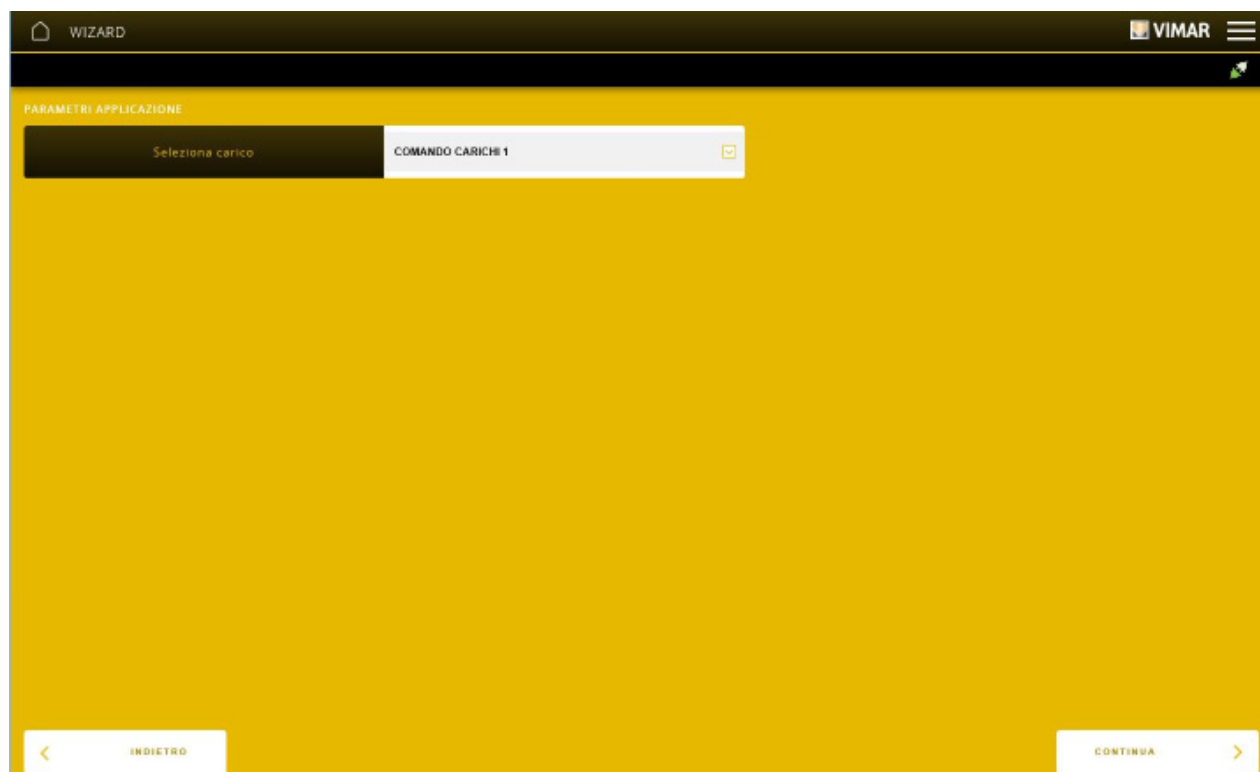 WIZARD
VIMAR
PARAMETRI APPLICAZIONE
Seleziona carico
COMANDO CARICHI 1
INDIETRO
CONTINUA